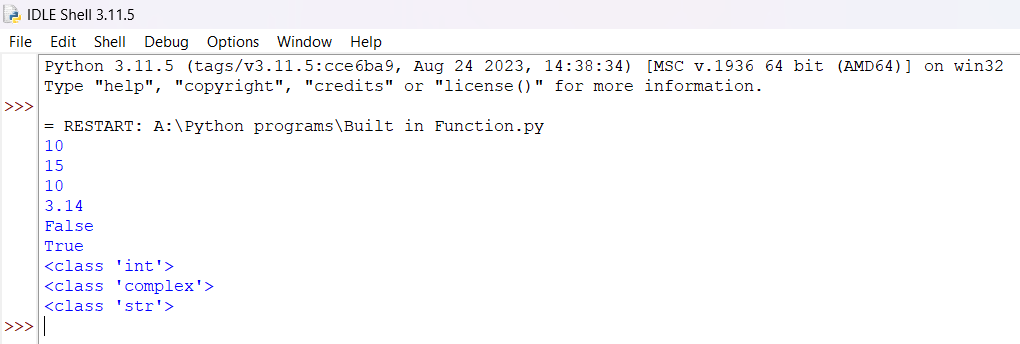 IDLE Shell 3.11.5
File Edit Shell Debug Options Window Help
Python 3.11.5 (tags/v3.11.5:cce6ba9, Aug 24 2023, 14:38:34) [MSC v.1936 64 bit (AMD64)] on win32
Type "help", "copyright", "credits" or "license()" for more information.
>>>
= RESTART: A:\Python programs\Built in Function.py
10
15
10
3.14
False
True
<class 'int'>
<class 'complex'>
<class 'str'>
>>>